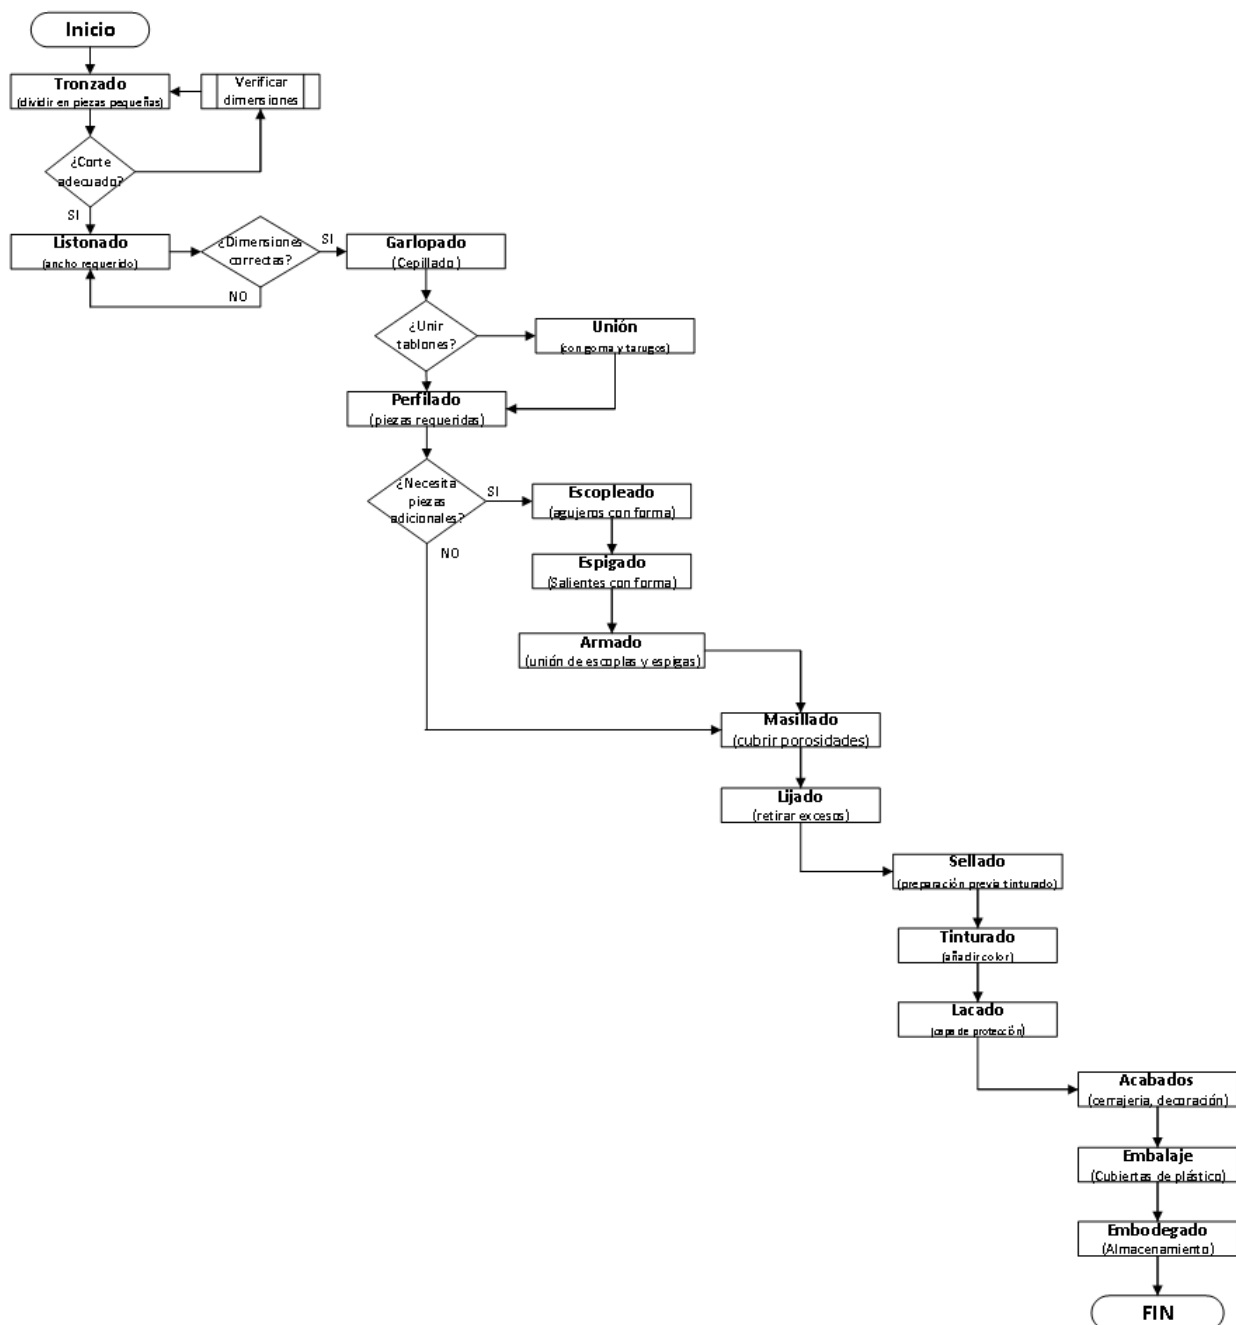 Inicio
Tronzado
(dividir en piezas pequeñas)
Verificar
dimensiones
¿Corte
adecuado?
SI
Listonado
(ancho requerido)
¿Dimensiones
correctas?
SI
NO
Garlopado
(Cepillado)
¿Unir
tablones?
Unión
(con goma y tarugos)
Perfilado
(piezas requeridas)
¿Necesita
piezas
adicionales?
SI
NO
Escopleado
(agujeros con forma)
Espigado
(Salientes con forma)
Armado
(unión de escoplas y espigas)
Masillado
(cubrir porosidades)
Lijado
(retirar excesos)
Sellado
(preparación previa tinturado)
Tinturado
(añadir color)
Lacado
(capa de protección)
Acabados
(cerrajeria, decoración)
Embalaje
(Cubiertas de plástico)
Embodegado
(Almacenamiento)
FIN